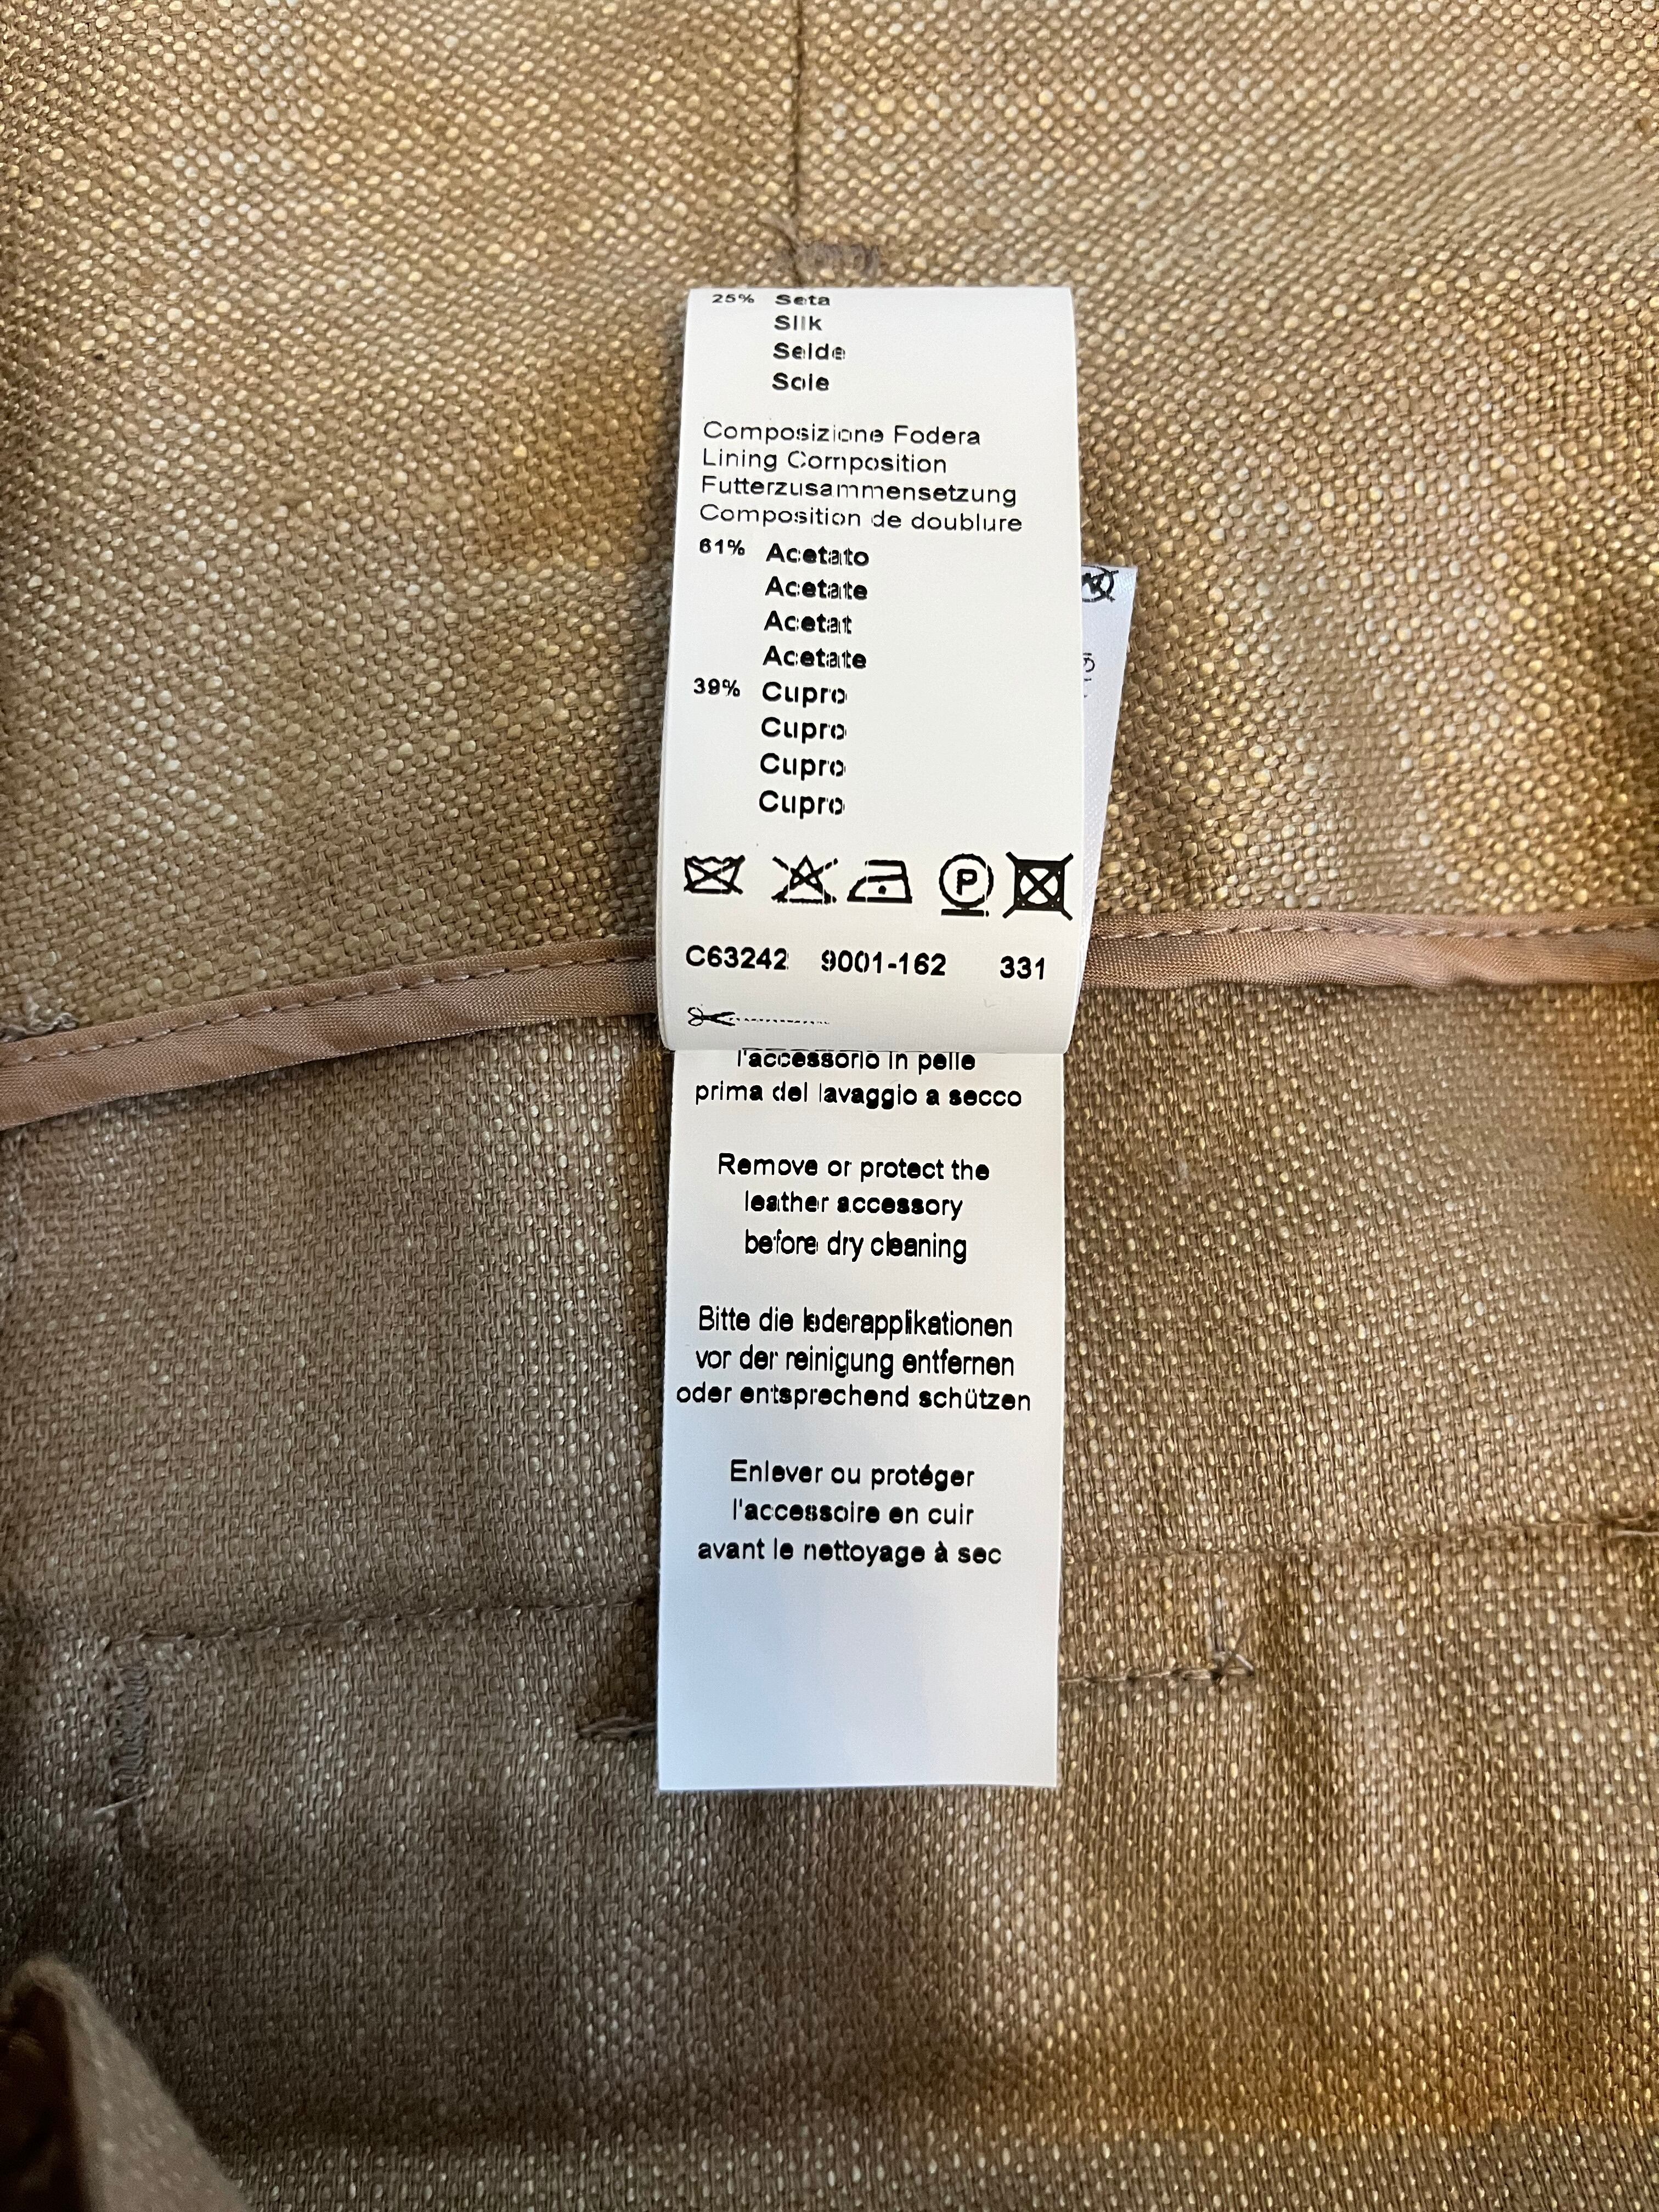 25% Seta
Silk
Seide
Soie
Composizione Fodera
Lining Composition
Futterzusammensetzung
Composition de doublure
61% Acetato
Acetate
Acetat
Acetate
39% Cupro
Cupro
Cupro
Cupro
P
C63242 9001-162 331
l'accessorio in pelle
prima del lavaggio a secco
Remove or protect the
leather accessory
before dry cleaning
Bitte die lederapplikationen
vor der reinigung entfernen
oder entsprechend schützen
Enlever ou protéger
l'accessoire en cuir
avant le nettoyage à sec